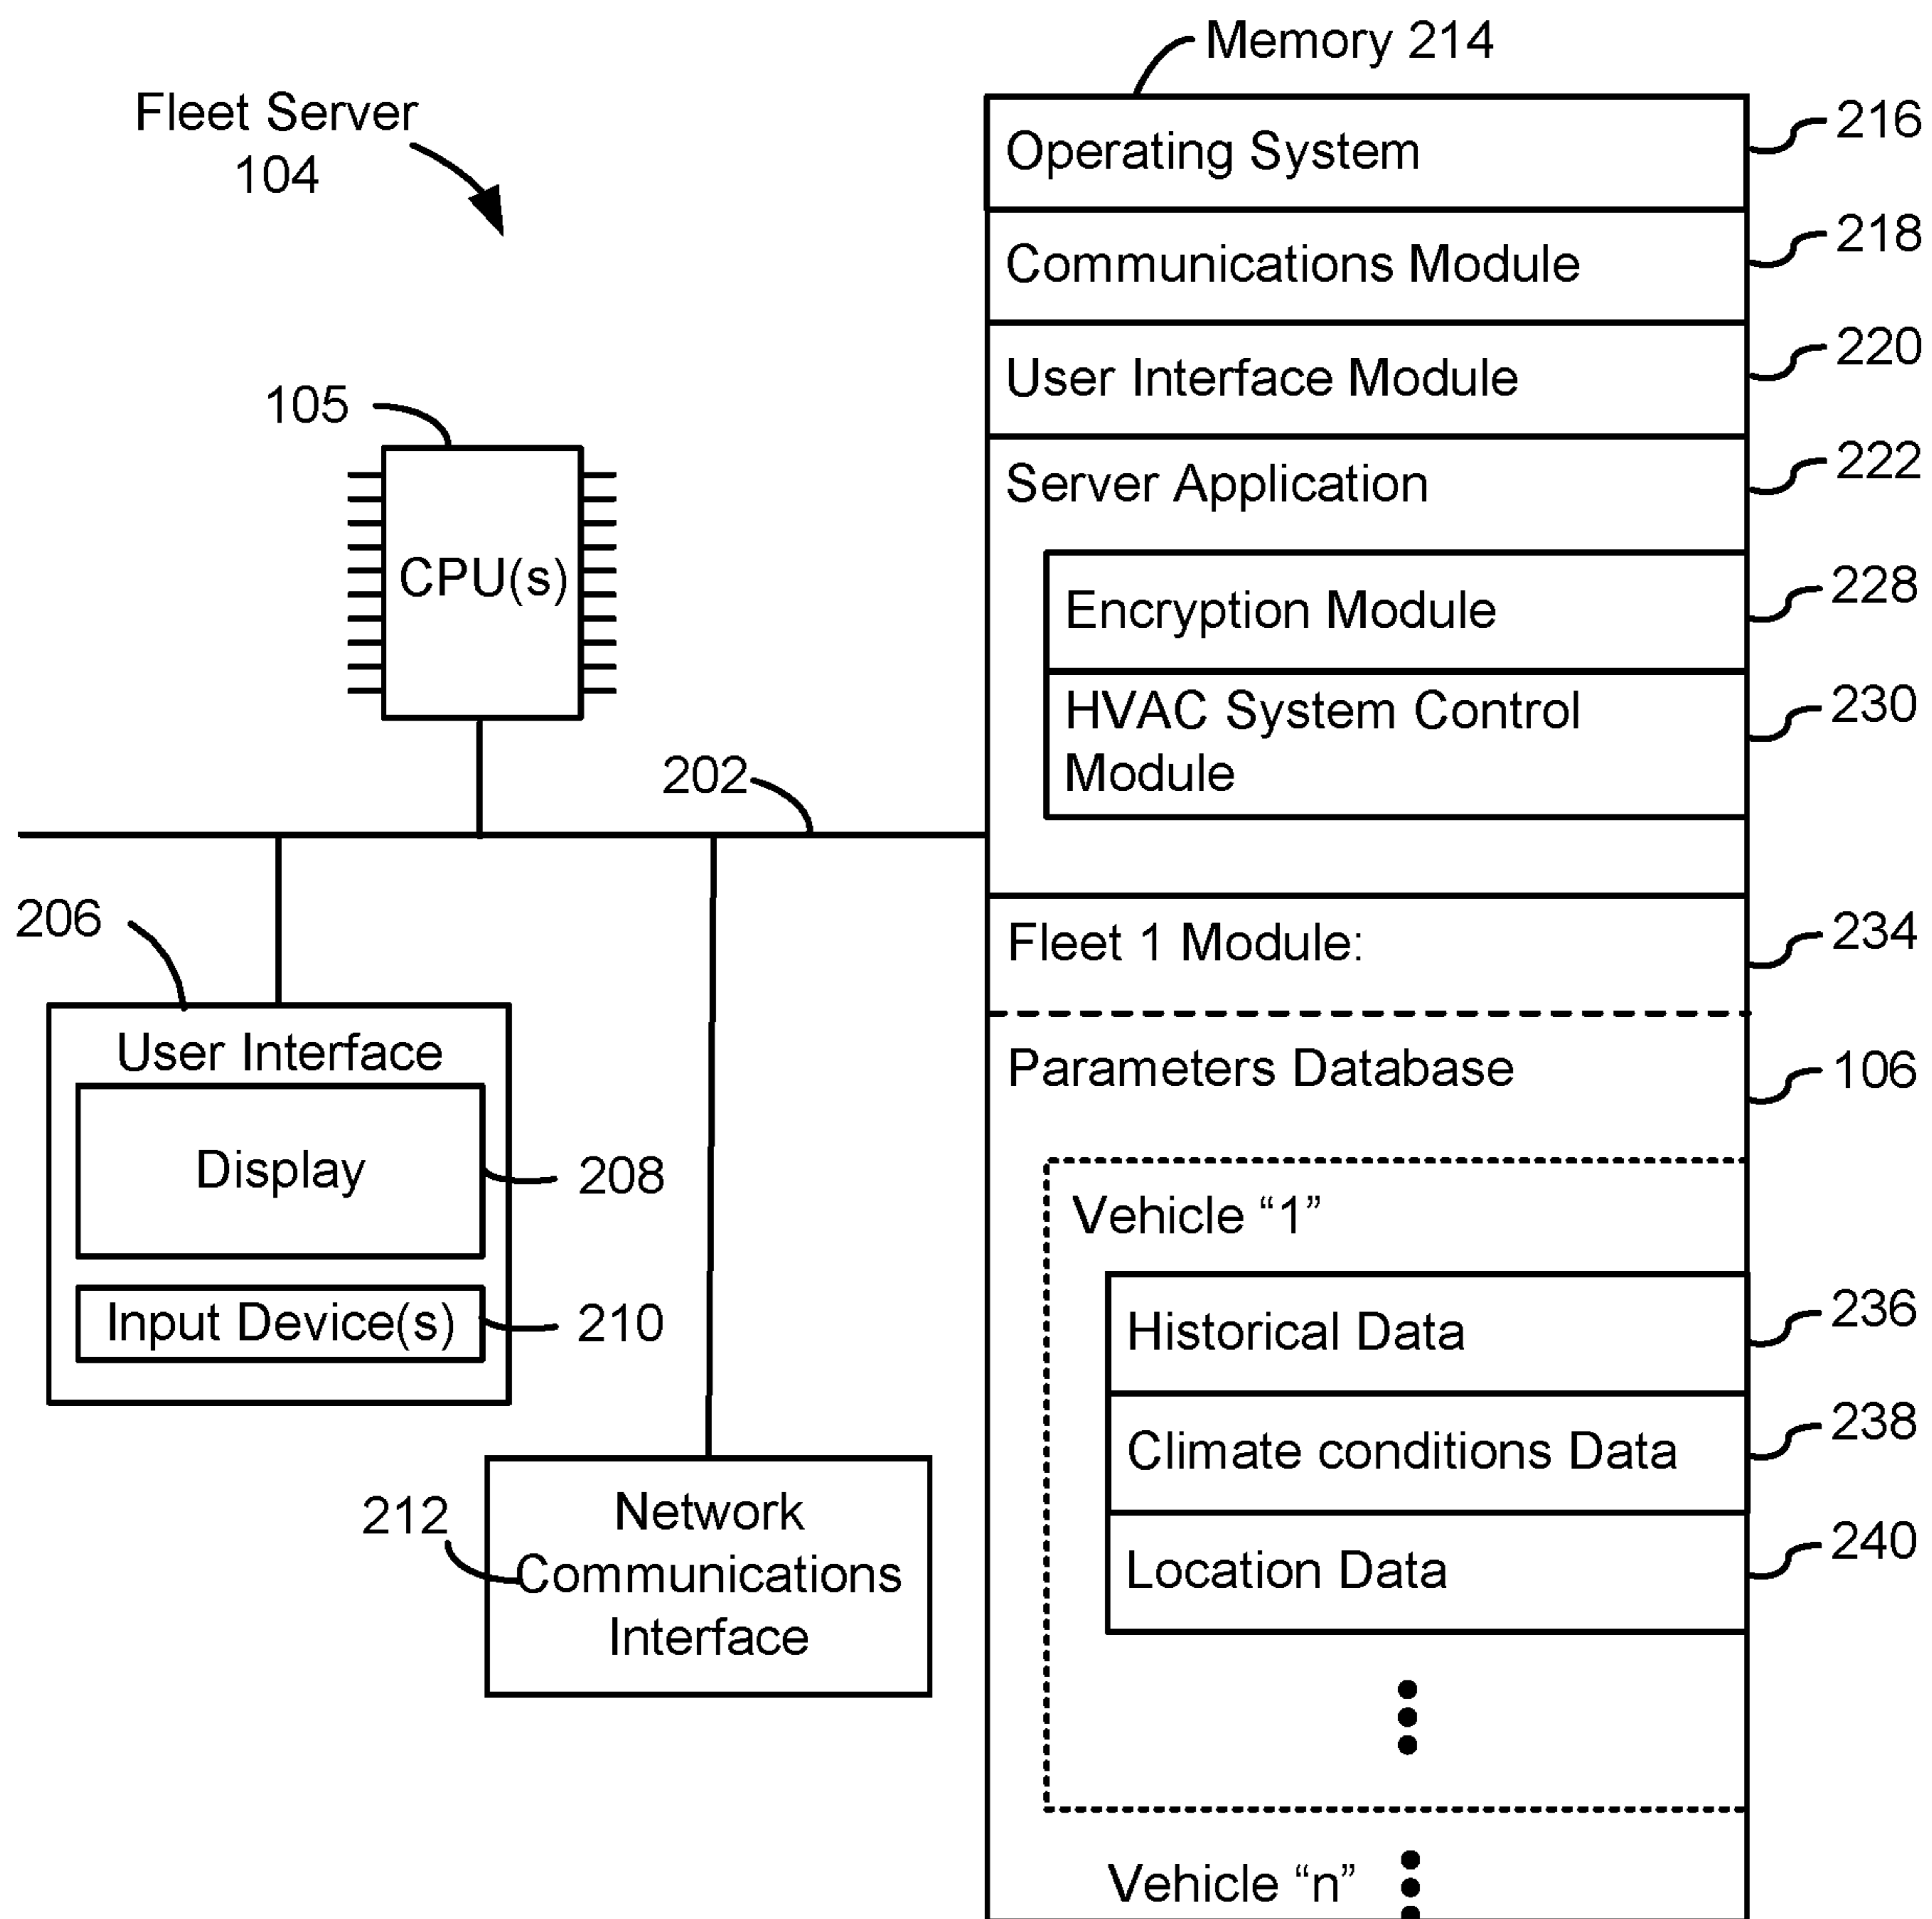 Memory 214
Fleet Server
104
Operating System
216
Communications Module
218
User Interface Module
220
Server Application
222
Encryption Module
228
HVAC System Control
Module
230
105
CPU(s)
202
Fleet 1 Module:
234
Parameters Database
106
206
User Interface
Display
208
Input Device(s)
210
212
Network
Communications
Interface
Vehicle “1”
Historical Data
236
Climate conditions Data
238
Location Data
240
Vehicle “n”